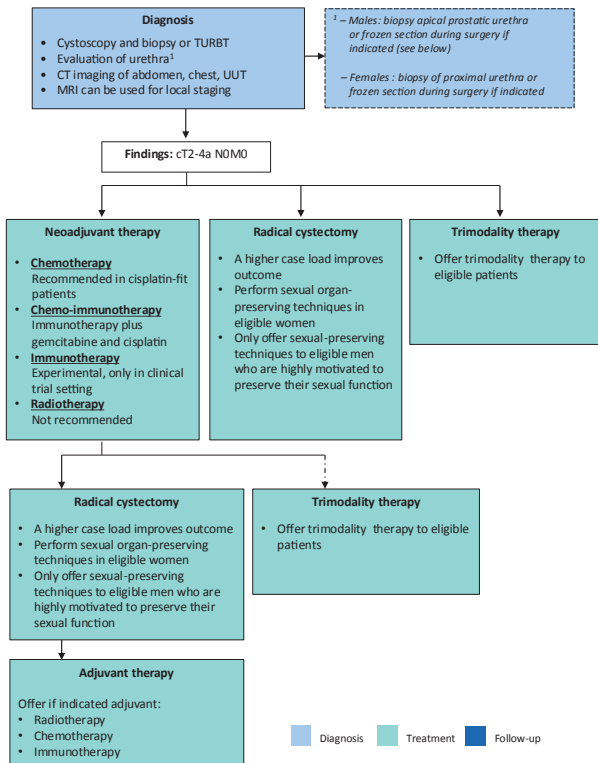 Diagnosis
• Cystoscopy and biopsy or TURBT
• Evaluation of urethra¹
• CT imaging of abdomen, chest, UUT
• MRI can be used for local staging
¹ – Males: biopsy apical prostatic urethra
or frozen section during surgery if
indicated (see below)
– Females : biopsy of proximal urethra or
frozen section during surgery if indicated
Findings: cT2-4a N0M0
Neoadjuvant therapy
• Chemotherapy
Recommended in cisplatin-fit
patients
• Chemo-immunotherapy
Immunotherapy plus
gemcitabine and cisplatin
• Immunotherapy
Experimental, only in clinical
trial setting
• Radiotherapy
Not recommended
Radical cystectomy
• A higher case load improves
outcome
• Perform sexual organ-
preserving techniques in
eligible women
• Only offer sexual-preserving
techniques to eligible men
who are highly motivated to
preserve their sexual function
Trimodality therapy
• Offer trimodality therapy to
eligible patients
Radical cystectomy
• A higher case load improves outcome
• Perform sexual organ-preserving
techniques in eligible women
• Only offer sexual-preserving
techniques to eligible men who are
highly motivated to preserve their
sexual function
Trimodality therapy
• Offer trimodality therapy to eligible
patients
Adjuvant therapy
Offer if indicated adjuvant:
• Radiotherapy
• Chemotherapy
• Immunotherapy
Diagnosis
Treatment
Follow-up